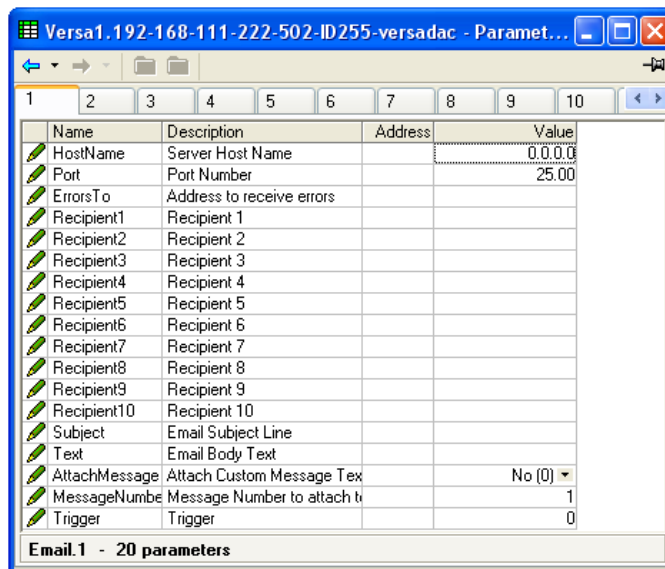 Versa1.192-168-111-222-502-ID255-versadac - Paramet...
1 2 3 4 5 6 7 8 9 10
Name Description Address Value
HostName Server Host Name 0.0.0.0
Port Port Number 25.00
ErrorsTo Address to receive errors
Recipient1 Recipient 1
Recipient2 Recipient 2
Recipient3 Recipient 3
Recipient4 Recipient 4
Recipient5 Recipient 5
Recipient6 Recipient 6
Recipient7 Recipient 7
Recipient8 Recipient 8
Recipient9 Recipient 9
Recipient10 Recipient 10
Subject Email Subject Line
Text Email Body Text
AttachMessage Attach Custom Message Tex No (0)
MessageNumbe Message Number to attach t 1
Trigger Trigger 0
Email.1 - 20 parameters